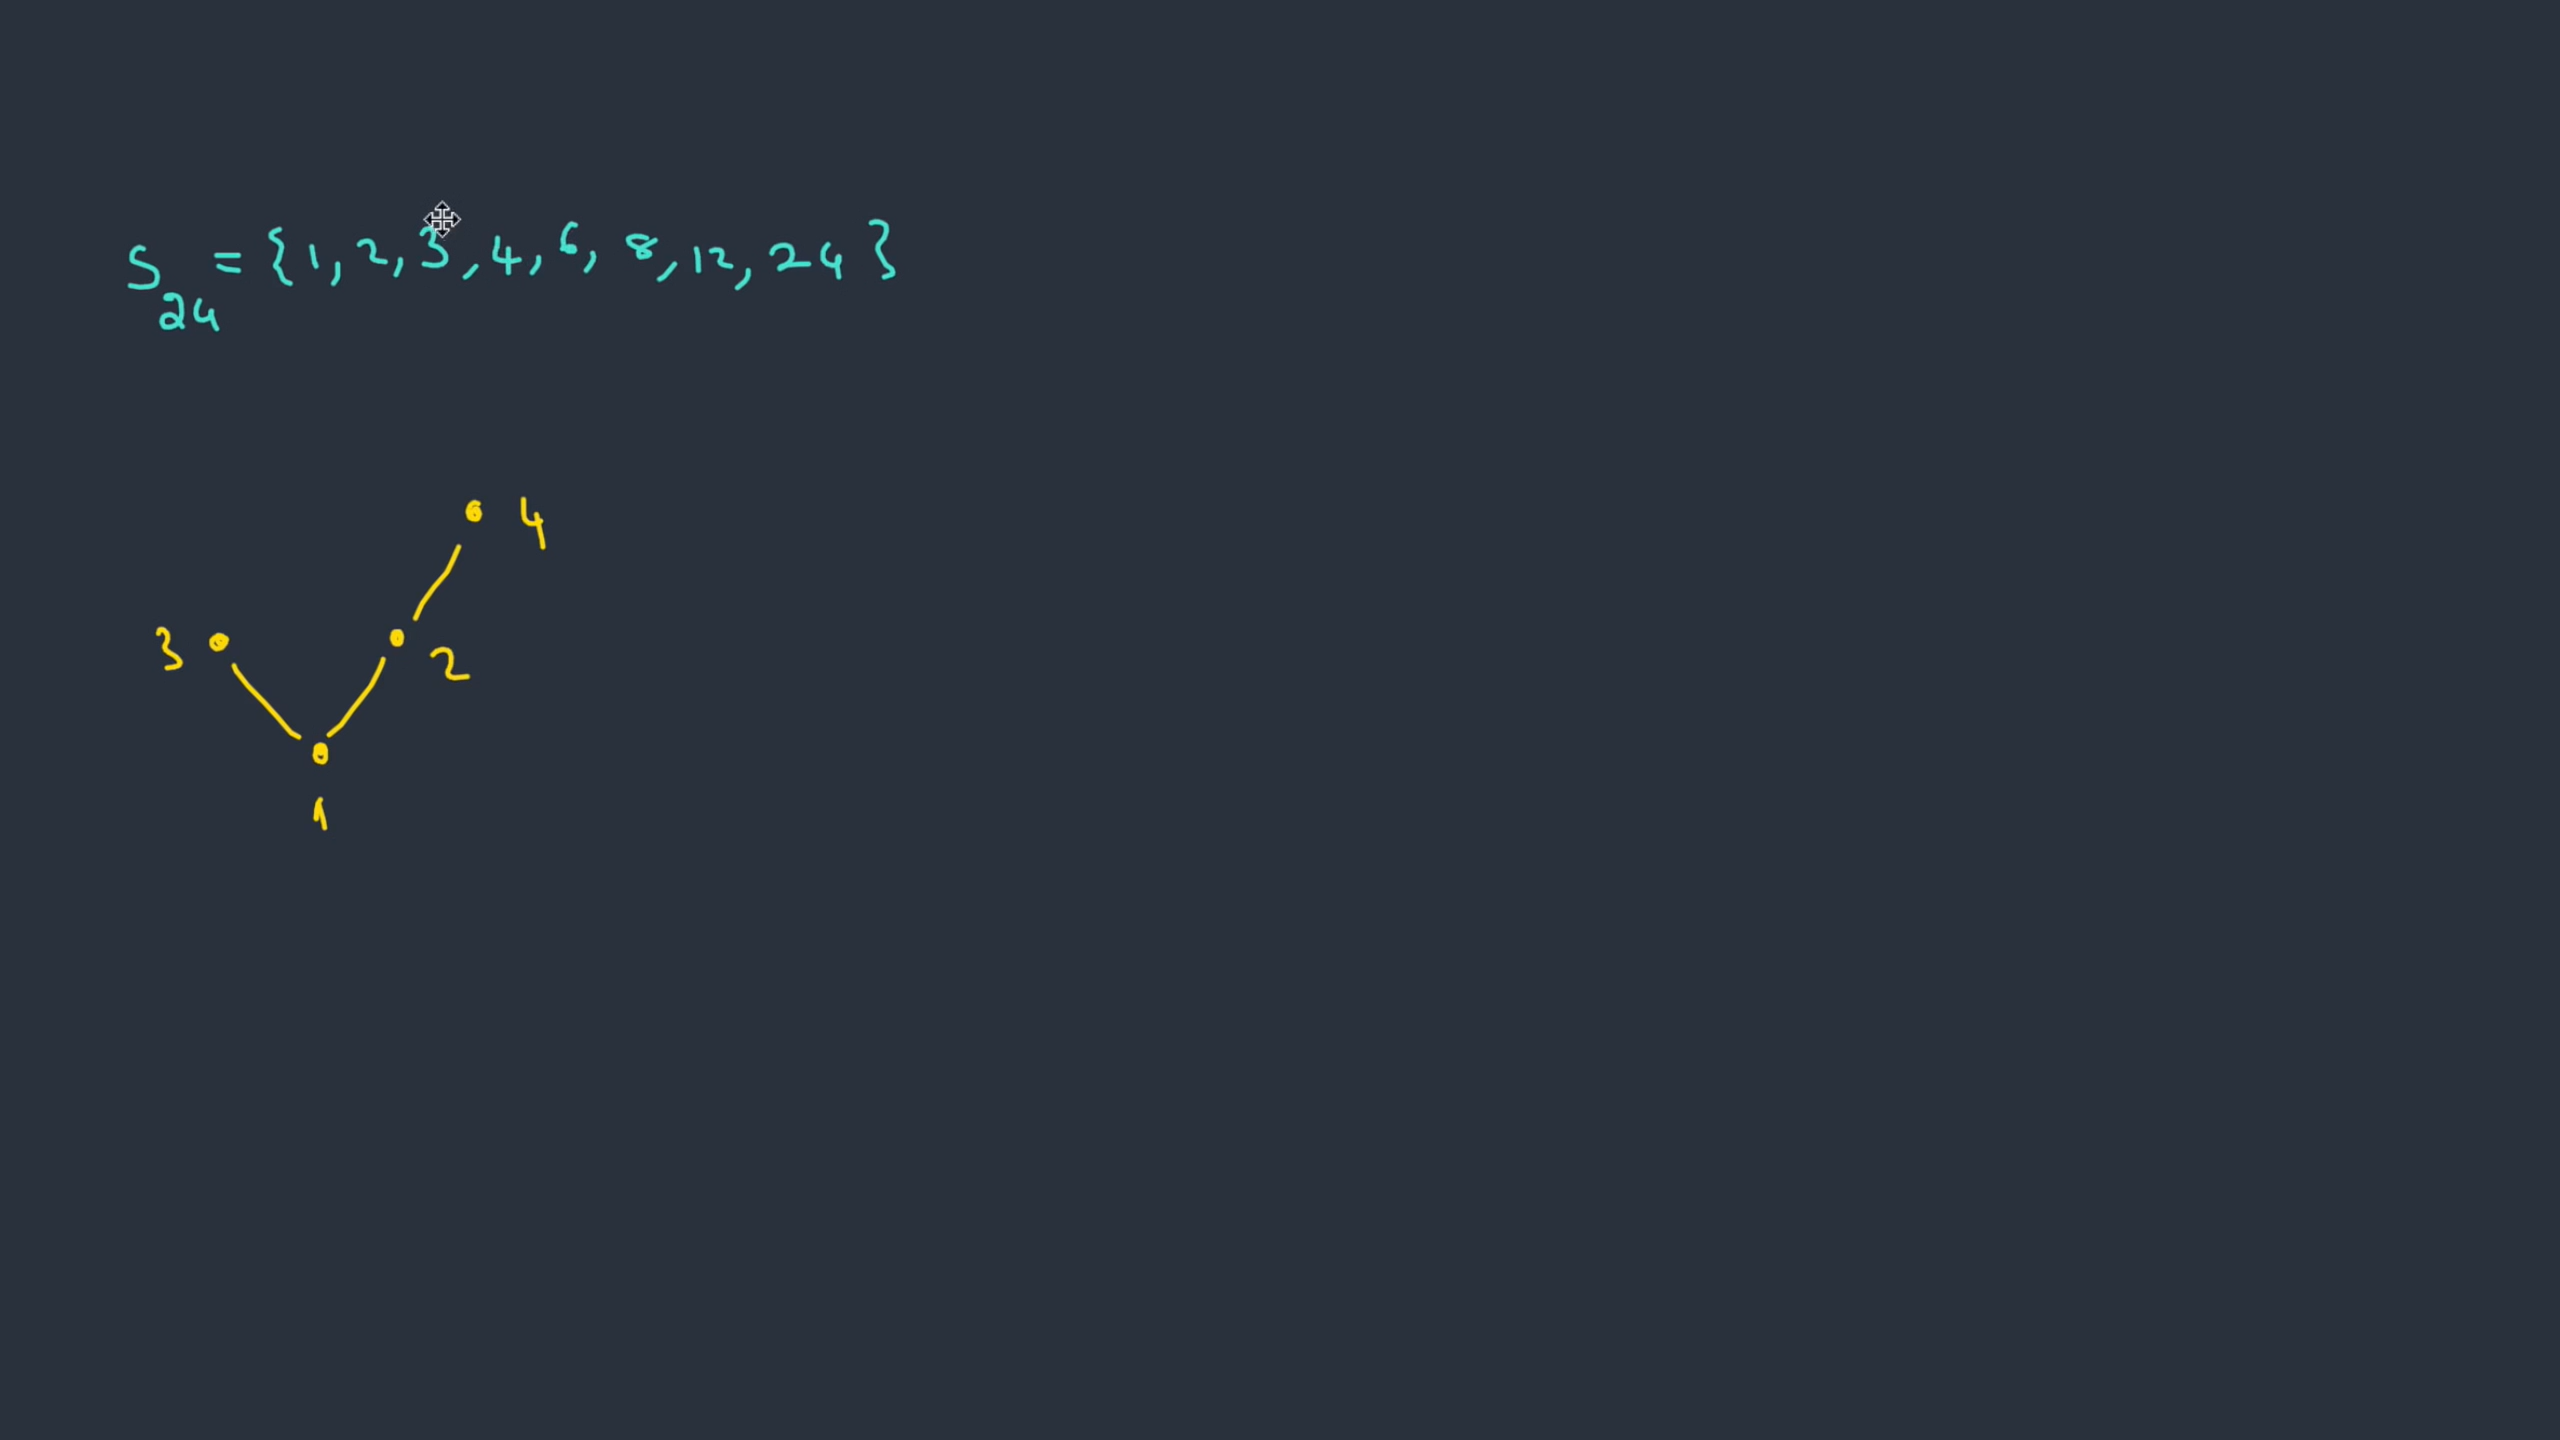 S24 = {1, 2, 3, 4, 6, 8, 12, 24}
4
3
2
1